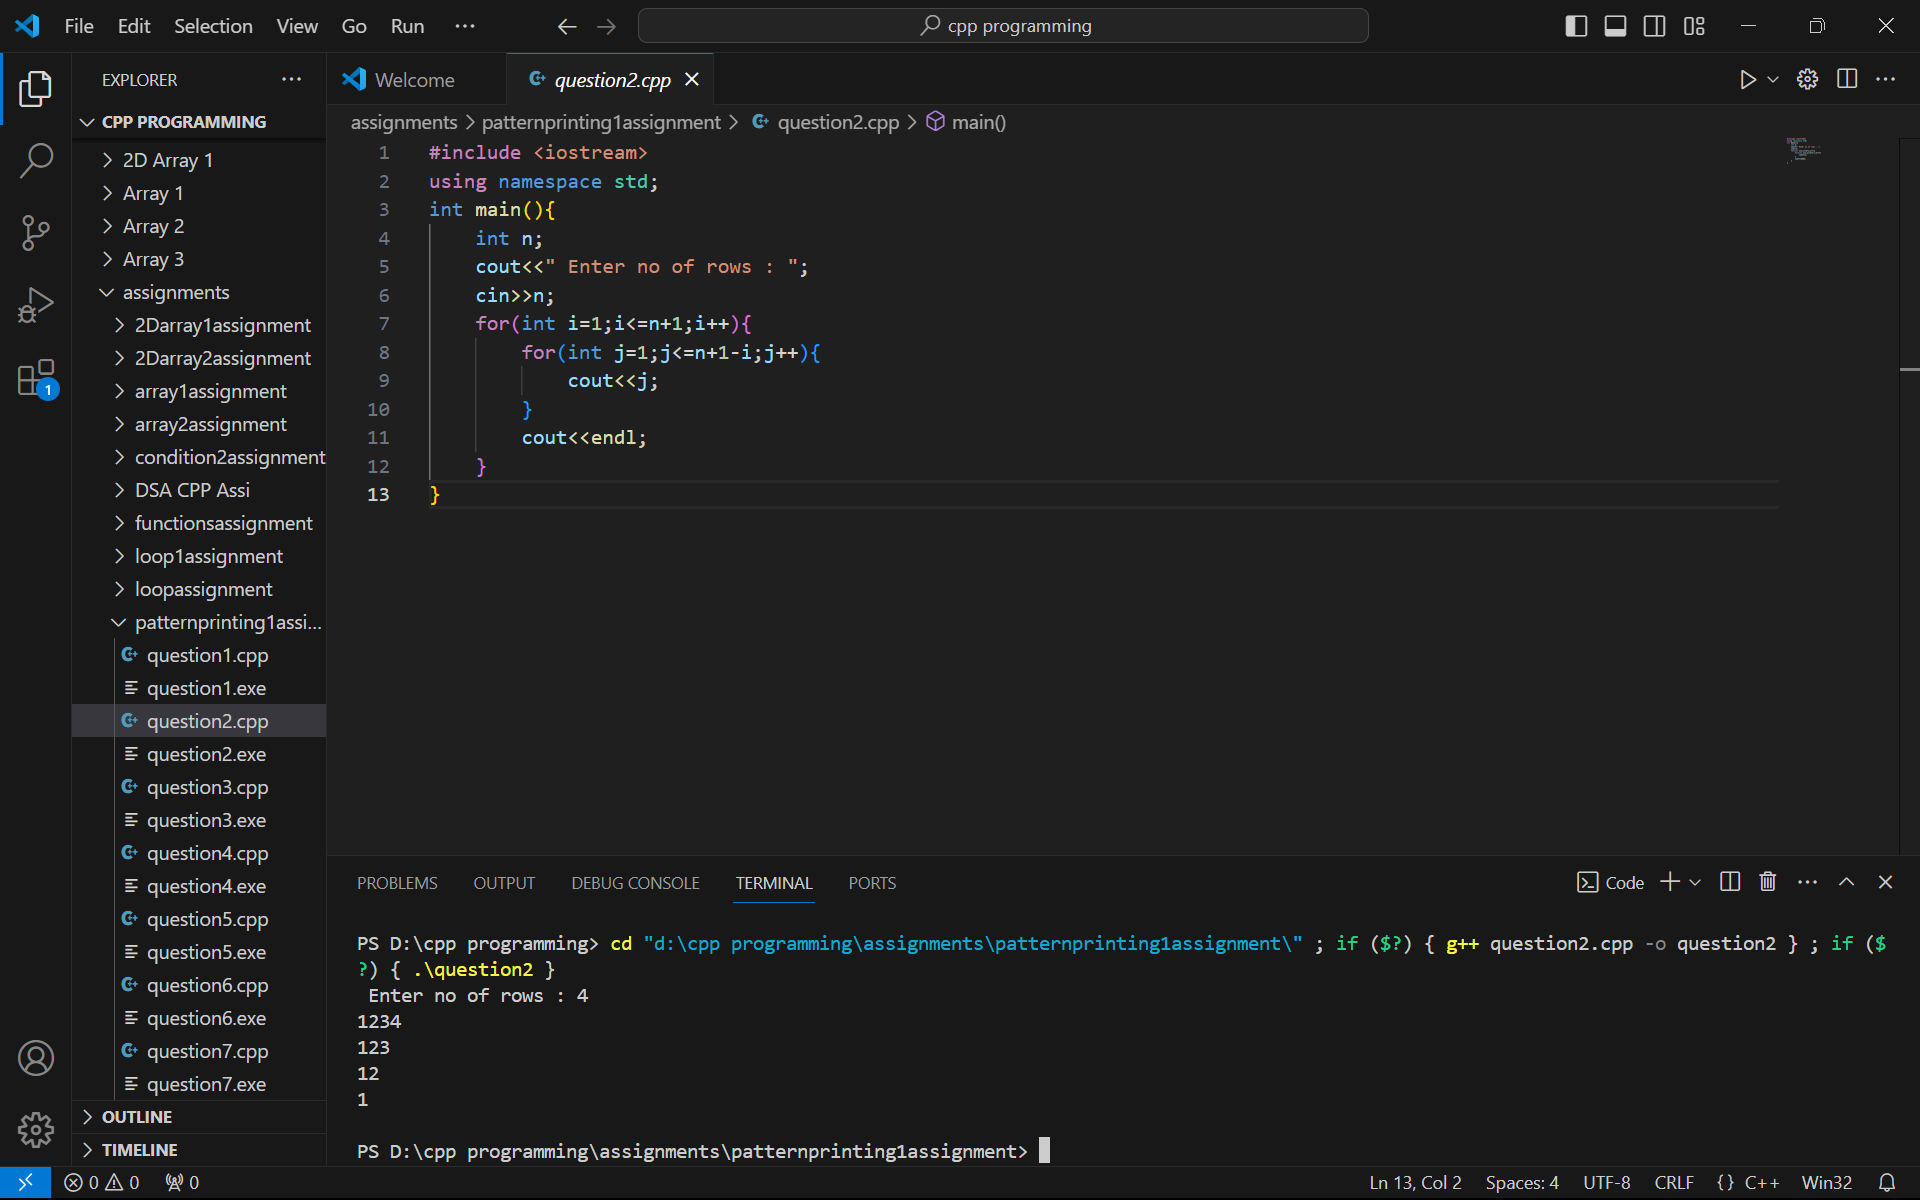 File Edit Selection View Go Run ···
cpp programming
EXPLORER ···
CPP PROGRAMMING
2D Array 1
Array 1
Array 2
Array 3
assignments
2Darray1assignment
2Darray2assignment
array1assignment
array2assignment
condition2assignment
DSA CPP Assi
functionsassignment
loop1assignment
loopassignment
patternprinting1assi...
question1.cpp
question1.exe
question2.cpp
question2.exe
question3.cpp
question3.exe
question4.cpp
question4.exe
question5.cpp
question5.exe
question6.cpp
question6.exe
question7.cpp
question7.exe
OUTLINE
TIMELINE
1
Welcome question2.cpp
assignments > patternprinting1assignment > question2.cpp > main()
1 #include <iostream>
2 using namespace std;
3 int main(){
4 int n;
5 cout<<" Enter no of rows : ";
6 cin>>n;
7 for(int i=1;i<=n+1;i++){
8 for(int j=1;j<=n+1-i;j++){
9 cout<<j;
10 }
11 cout<<endl;
12 }
13 }
PROBLEMS OUTPUT DEBUG CONSOLE TERMINAL PORTS Code
PS D:\cpp programming> cd "d:\cpp programming\assignments\patternprinting1assignment\" ; if ($?) { g++ question2.cpp -o question2 } ; if ($
?) { .\question2 }
Enter no of rows : 4
1234
123
12
1
PS D:\cpp programming\assignments\patternprinting1assignment>
0 0 0 Ln 13, Col 2 Spaces: 4 UTF-8 CRLF {} C++ Win32